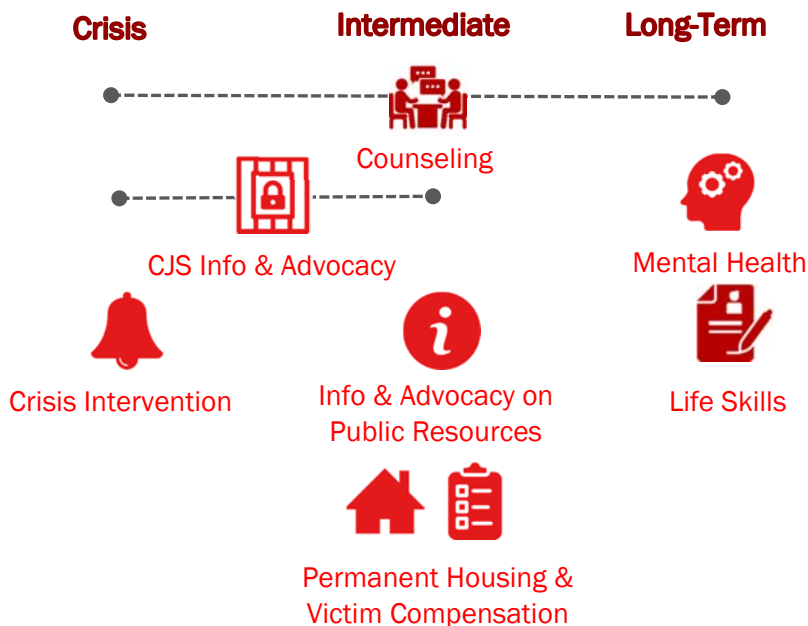 Crisis
Intermediate
Long-Term
Counseling
CJS Info & Advocacy
Mental Health
Crisis Intervention
Info & Advocacy on
Public Resources
Life Skills
Permanent Housing &
Victim Compensation